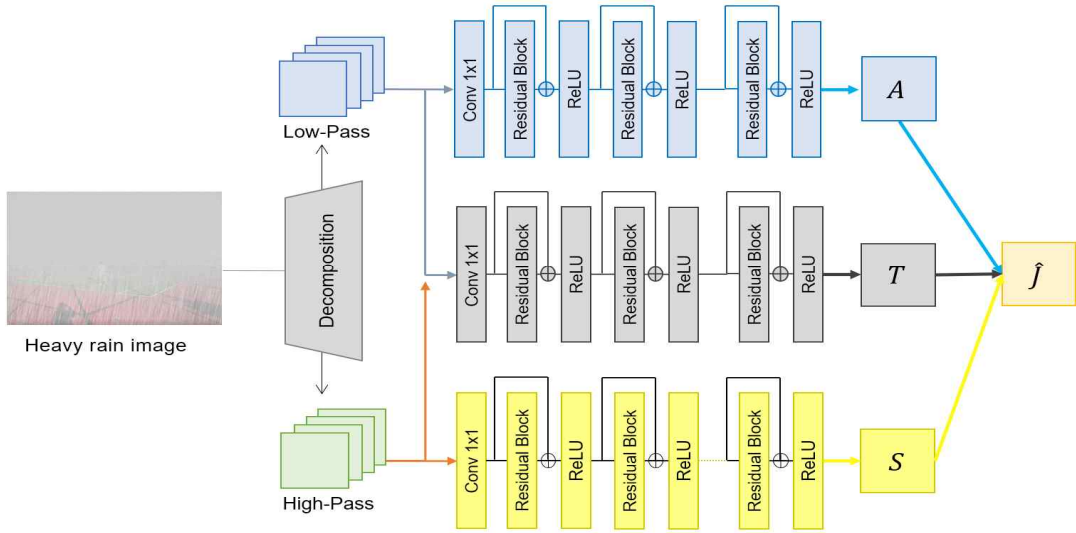 Conv 1x1
Residual Block
ReLU
Residual Block
ReLU
Residual Block
ReLU
A
Low-Pass
Decomposition
Heavy rain image
Conv 1x1
Residual Block
ReLU
Residual Block
ReLU
Residual Block
ReLU
T
Ĵ
High-Pass
Conv 1x1
Residual Block
ReLU
Residual Block
ReLU
Residual Block
ReLU
S